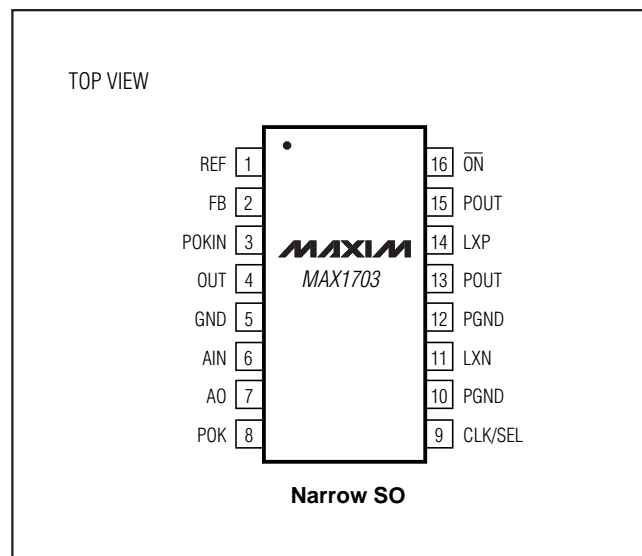 TOP VIEW
REF 1
FB 2
POKIN 3
OUT 4
GND 5
AIN 6
AO 7
POK 8
MAXIM
MAX1703
16 O̅N̅
15 POUT
14 LXP
13 POUT
12 PGND
11 LXN
10 PGND
9 CLK/SEL
Narrow SO